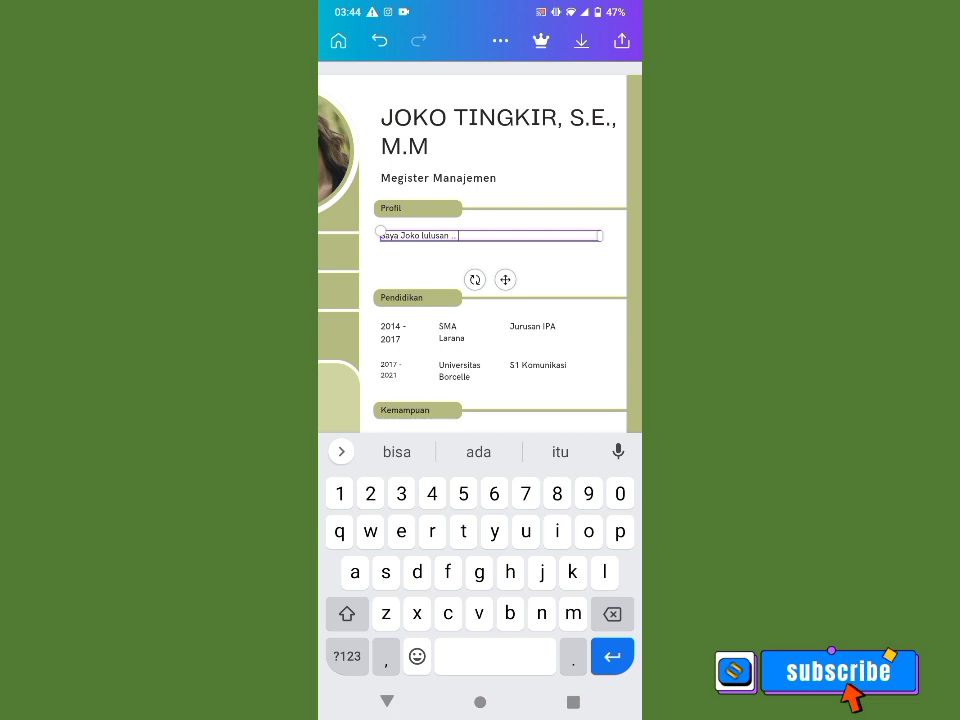 03:44 47%
JOKO TINGKIR, S.E.,
M.M
Megister Manajemen
Profil
Saya Joko lulusan ..
Pendidikan
2014 - SMA Jurusan IPA
2017 Larana
2017 - Universitas S1 Komunikasi
2021 Borcelle
Kemampuan
bisa ada itu
1 2 3 4 5 6 7 8 9 0
q w e r t y u i o p
a s d f g h j k l
z x c v b n m
?123 , .
subscribe